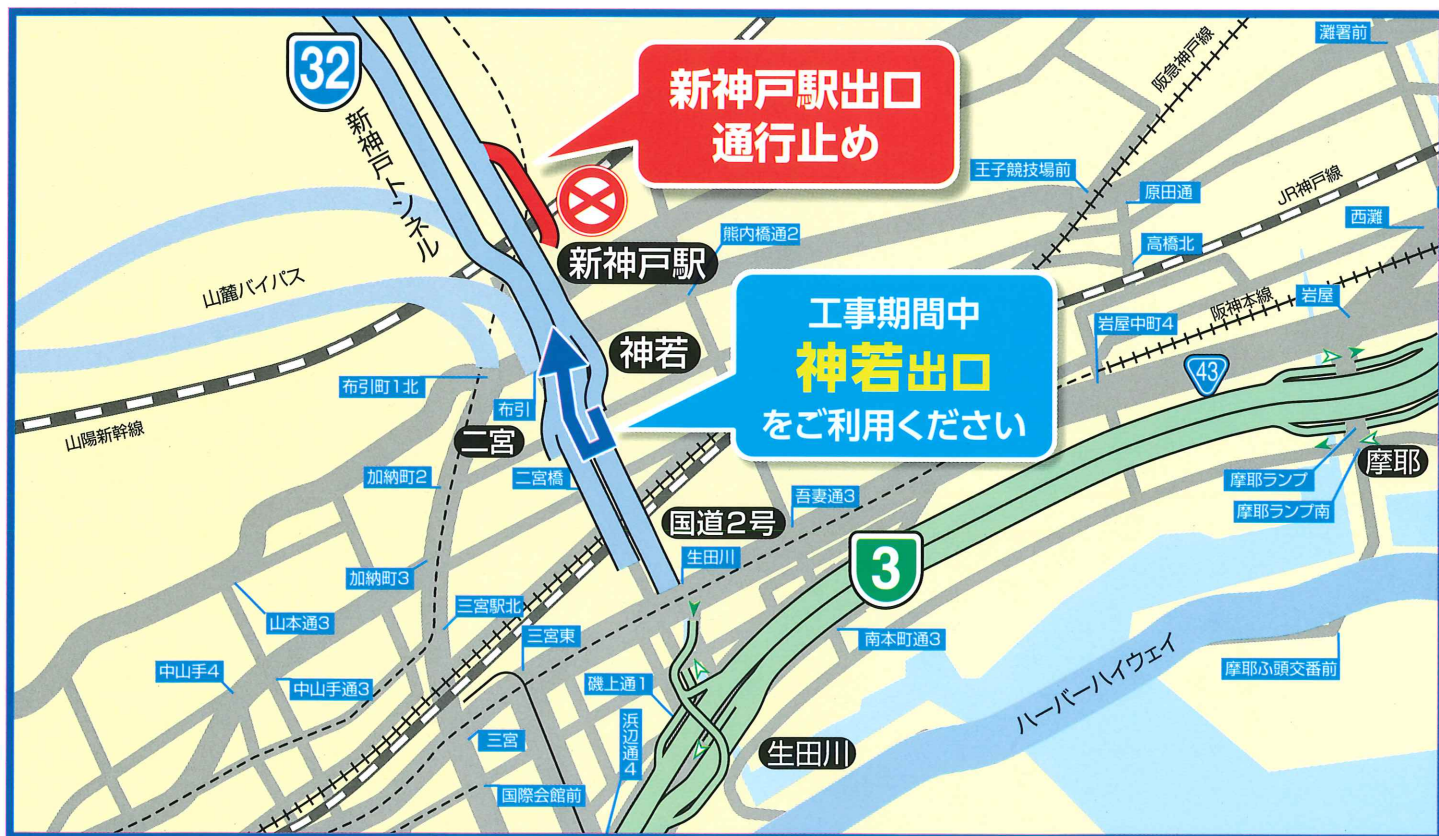 32
新神戸トンネル
新神戸駅出口
通行止め
阪急神戸線
灘署前
王子競技場前
原田通
JR神戸線
西灘
熊内橋通2
高橋北
新神戸駅
山麓バイパス
工事期間中
神若出口
をご利用ください
阪神本線
岩屋
岩屋中町4
神若
43
布引町1北
布引
山陽新幹線
二宮
加納町2
二宮橋
吾妻通3
摩耶ランプ
摩耶
摩耶ランプ南
国道2号
生田川
3
加納町3
三宮駅北
山本通3
三宮東
南本町通3
中山手4
中山手通3
磯上通1
摩耶ふ頭交番前
ハーバーハイウェイ
浜辺通4
三宮
生田川
国際会館前